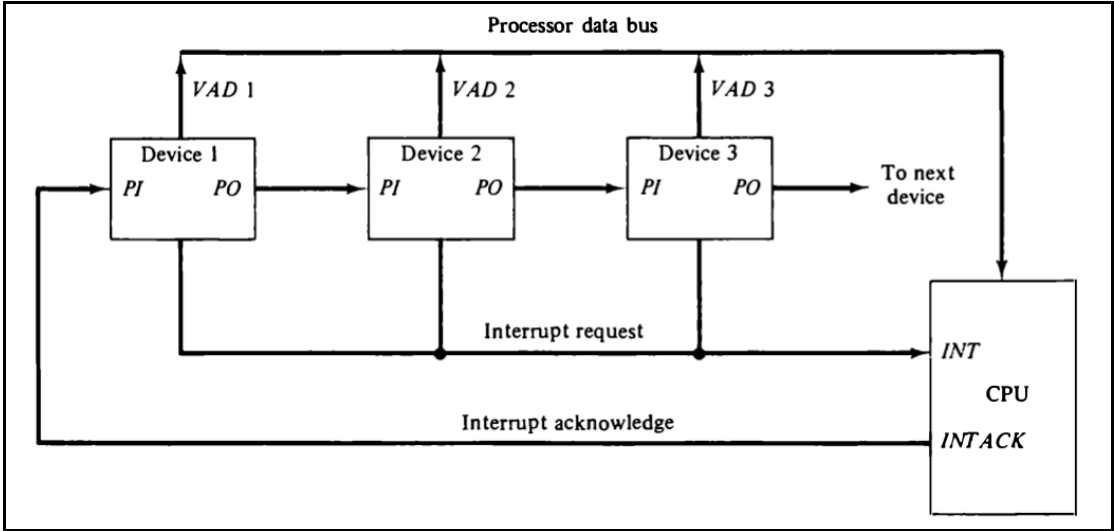 Processor data bus
VAD 1
VAD 2
VAD 3
Device 1
PI PO
Device 2
PI PO
Device 3
PI PO
To next
device
Interrupt request
INT
CPU
Interrupt acknowledge
INTACK